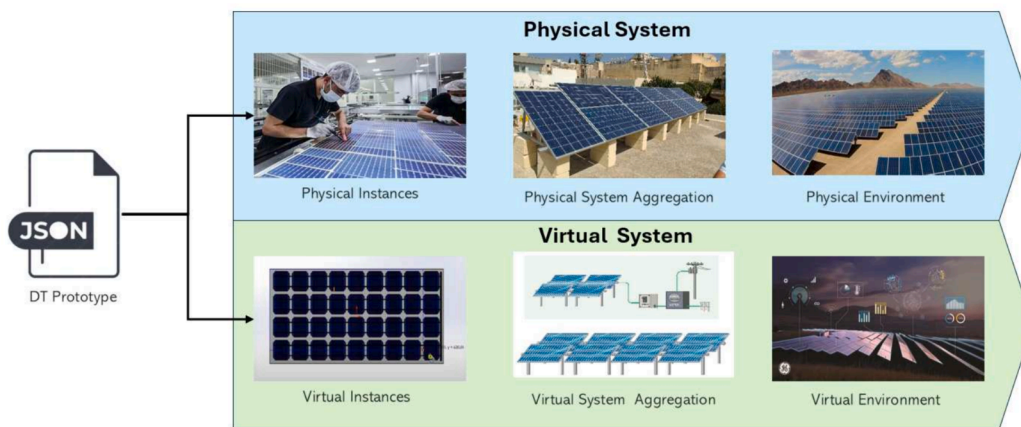 Physical System
Physical Instances
Physical System Aggregation
Physical Environment
JSON
DT Prototype
Virtual System
Virtual Instances
Virtual System Aggregation
Virtual Environment